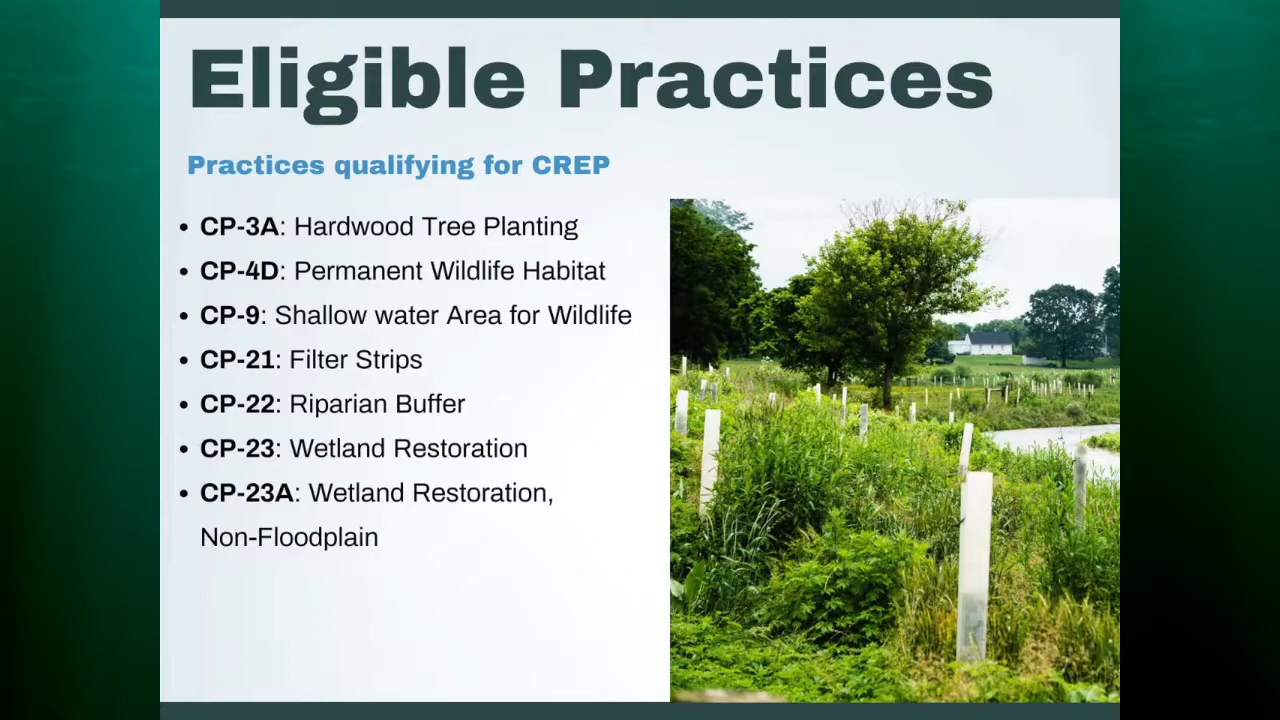 Eligible Practices
Practices qualifying for CREP
• CP-3A: Hardwood Tree Planting
• CP-4D: Permanent Wildlife Habitat
• CP-9: Shallow water Area for Wildlife
• CP-21: Filter Strips
• CP-22: Riparian Buffer
• CP-23: Wetland Restoration
• CP-23A: Wetland Restoration,
Non-Floodplain